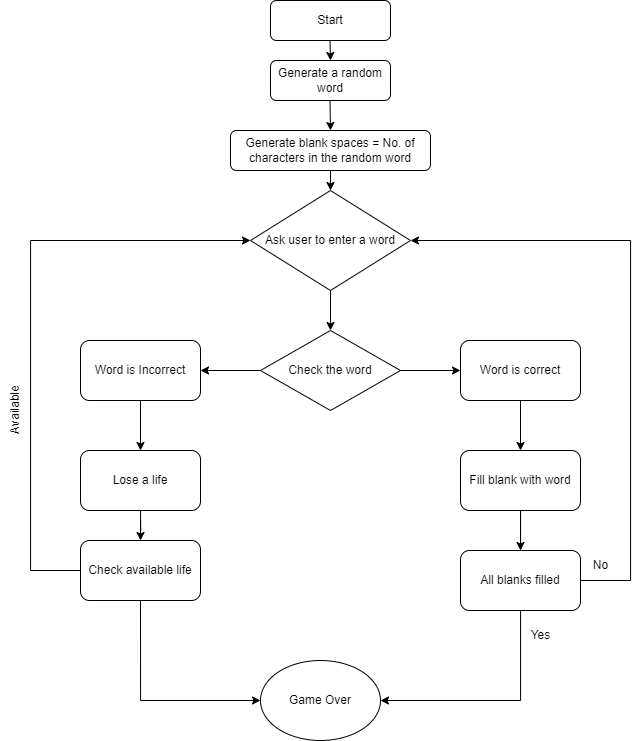 Start
Generate a random
word
Generate blank spaces = No. of
characters in the random word
Ask user to enter a word
Word is Incorrect
Check the word
Word is correct
Available
Lose a life
Fill blank with word
Check available life
All blanks filled
No
Yes
Game Over